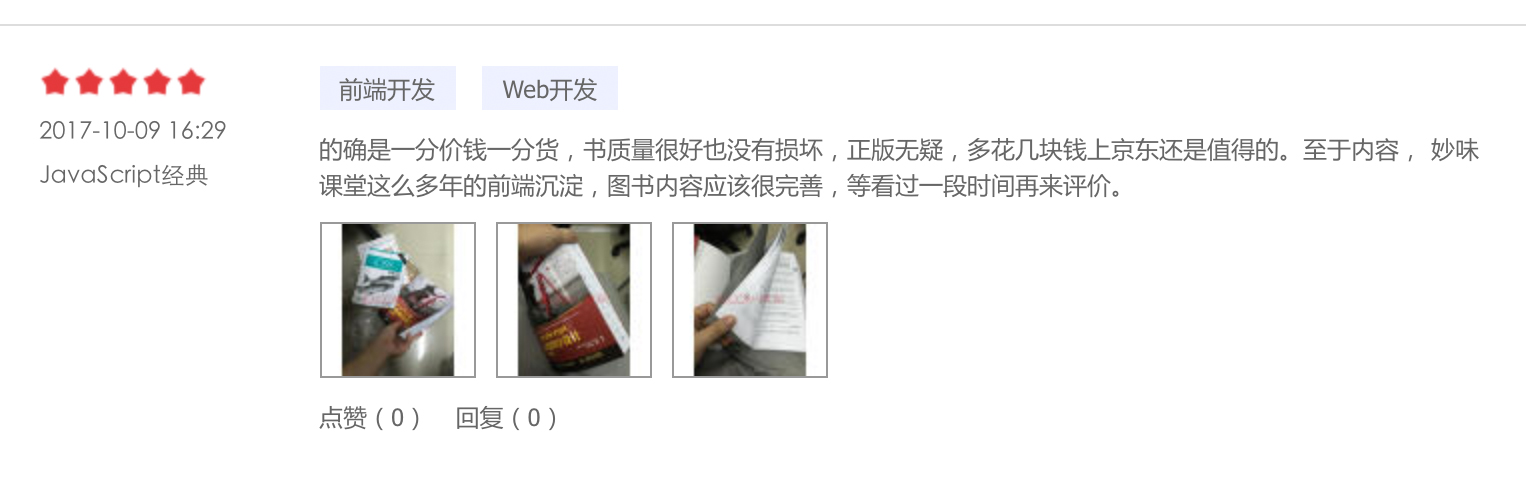 2017-10-09 16:29
JavaScript经典
前端开发
Web开发
的确是一分价钱一分货，书质量很好也没有损坏，正版无疑，多花几块钱上京东还是值得的。至于内容， 妙味
课堂这么多年的前端沉淀，图书内容应该很完善，等看过一段时间再来评价。
点赞（0） 回复（0）